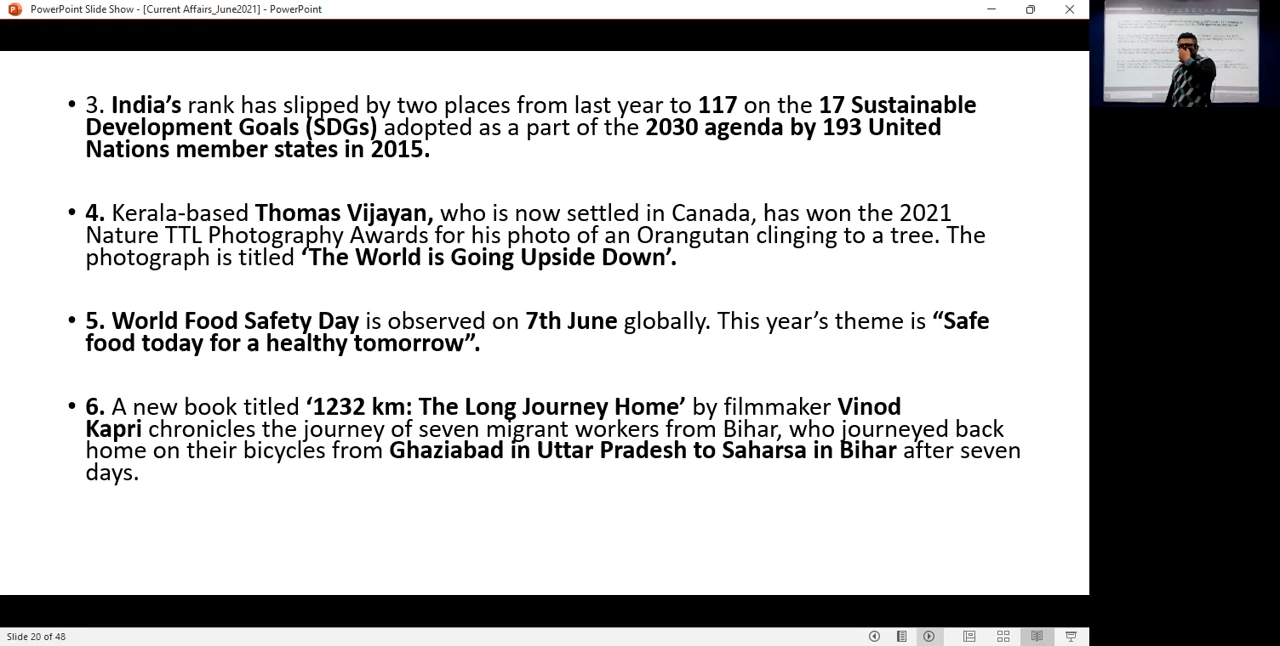 PowerPoint Slide Show - [Current Affairs_June2021] - PowerPoint
• 3. India’s rank has slipped by two places from last year to 117 on the 17 Sustainable
Development Goals (SDGs) adopted as a part of the 2030 agenda by 193 United
Nations member states in 2015.
• 4. Kerala-based Thomas Vijayan, who is now settled in Canada, has won the 2021
Nature TTL Photography Awards for his photo of an Orangutan clinging to a tree. The
photograph is titled ‘The World is Going Upside Down’.
• 5. World Food Safety Day is observed on 7th June globally. This year’s theme is “Safe
food today for a healthy tomorrow”.
• 6. A new book titled ‘1232 km: The Long Journey Home’ by filmmaker Vinod
Kapri chronicles the journey of seven migrant workers from Bihar, who journeyed back
home on their bicycles from Ghaziabad in Uttar Pradesh to Saharsa in Bihar after seven
days.
Slide 20 of 48